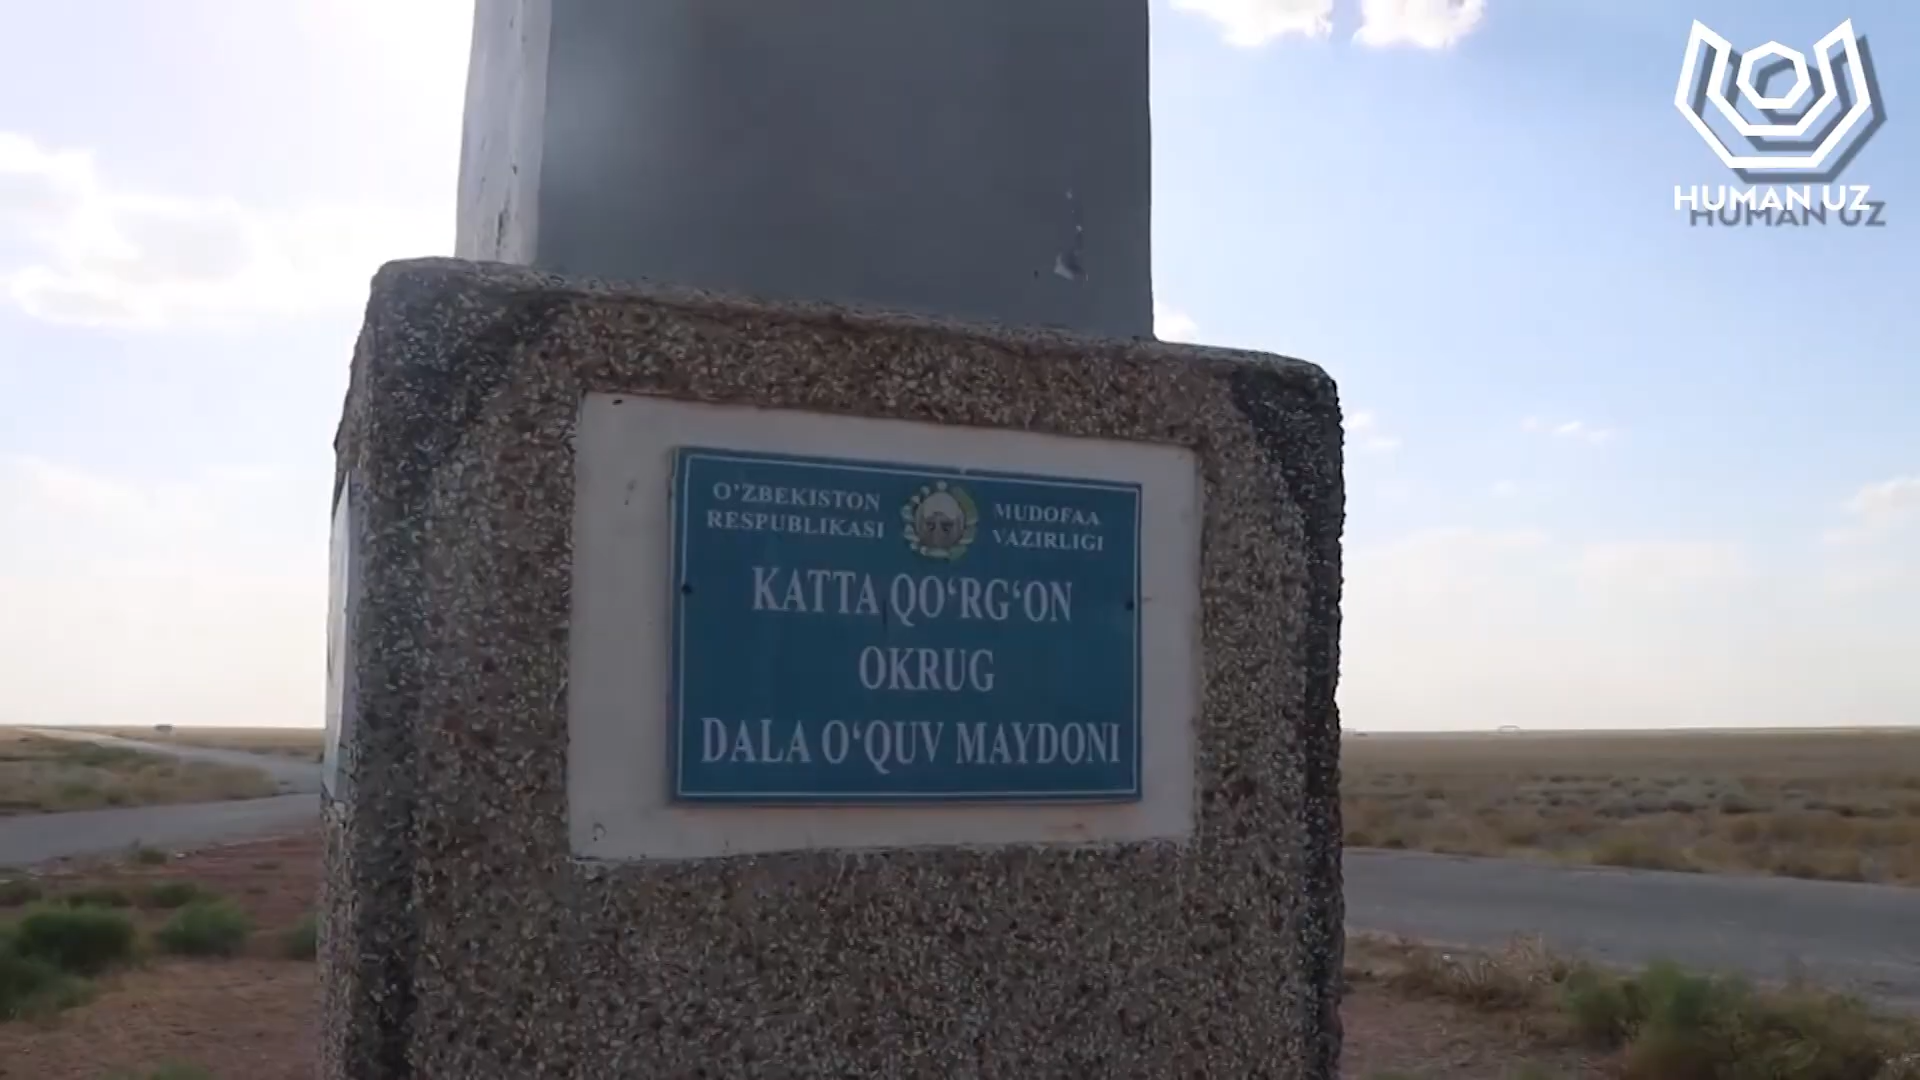 HUMAN UZ
O'ZBEKISTON
RESPUBLIKASI
MUDOFAA
VAZIRLIGI
KATTA QO‘RG‘ON
OKRUG
DALA O‘QUV MAYDONI